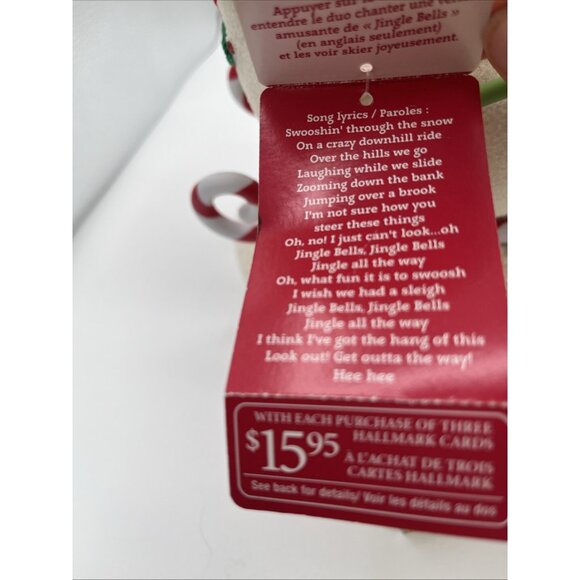 Appuyer sur
entendre le duo chanter une
amusante de « Jingle Bells »
(en anglais seulement)
et les voir skier joyeusement.
Song lyrics / Paroles :
Swooshin' through the snow
On a crazy downhill ride
Over the hills we go
Laughing while we slide
Zooming down the bank
Jumping over a brook
I'm not sure how you
steer these things
Oh, no! I just can't look...oh
Jingle Bells, Jingle Bells
Jingle all the way
Oh, what fun it is to swoosh
I wish we had a sleigh
Jingle Bells, Jingle Bells
Jingle all the way
I think I've got the hang of this
Look out! Get outta the way!
Hee hee
WITH EACH PURCHASE OF THREE
HALLMARK CARDS
$15.95
À L'ACHAT DE TROIS
CARTES HALLMARK
See back for details/ Voir les détails au dos